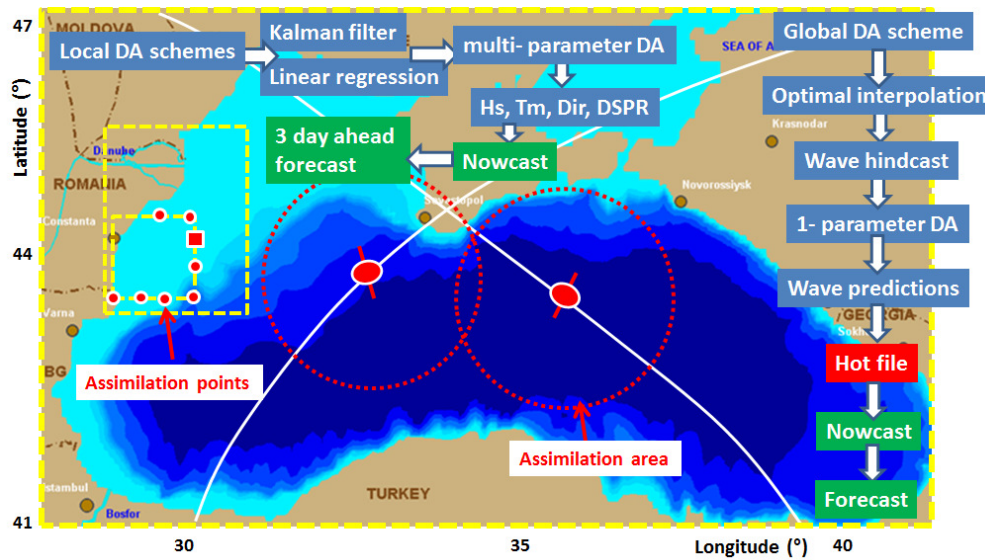 47
MOLDOVA
Local DA schemes
Kalman filter
Linear regression
multi- parameter DA
SEA OF A
Global DA scheme
Optimal interpolation
Krasnodar
Hs, Tm, Dir, DSPR
3 day ahead
forecast
Nowcast
Wave hindcast
Latitude (°)
Danube
ROMANIA
Constanta
Novorossiysk
1- parameter DA
44
Wave predictions
GEORGIA
Varna
Hot file
BG
Assimilation points
Nowcast
Assimilation area
Forecast
TURKEY
Istambul
Bosfor
41
30
35
Longitude (°)
40